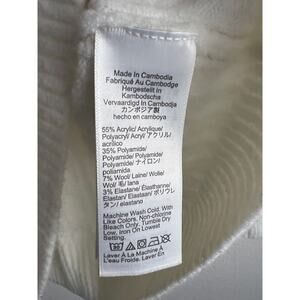 Made In Cambodia
Fabriqué Au Cambodge
Hergestellt In
Kambodscha
Vervaardigd In Cambodja
カンボジア製
hecho en camboya
55% Acrylic/ Acrylique/
Polyacryl/ Acryl/ アクリル/
acrílico
35% Polyamide/
Polyamide/ Polyamid/
Polyamide/ ナイロン/
poliamida
7% Wool/ Laine/ Wolle/
Wol/ 毛/ lana
3% Elastane/ Élasthanne/
Elastan/ Elastaan/ ポリウレ
タン/ elastano
Machine Wash Cold. With
Like Colors. Non-chlorine
Bleach Only. Tumble Dry
Low. Iron On Lowest
Setting.
Laver À La Machine À
L'eau Froide. Laver En